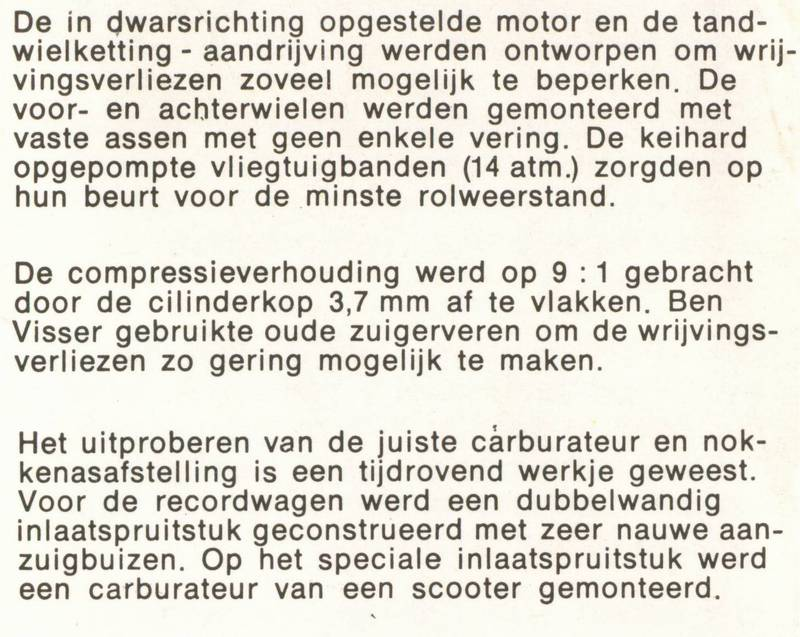 De in dwarsrichting opgestelde motor en de tand-
wielketting - aandrijving werden ontworpen om wrij-
vingsverliezen zoveel mogelijk te beperken. De
voor- en achterwielen werden gemonteerd met
vaste assen met geen enkele vering. De keihard
opgepompte vliegtuigbanden (14 atm.) zorgden op
hun beurt voor de minste rolweerstand.

De compressieverhouding werd op 9 : 1 gebracht
door de cilinderkop 3,7 mm af te vlakken. Ben
Visser gebruikte oude zuigerveren om de wrijvings-
verliezen zo gering mogelijk te maken.

Het uitproberen van de juiste carburateur en nok-
kenasafstelling is een tijdrovend werkje geweest.
Voor de recordwagen werd een dubbelwandig
inlaatspruitstuk geconstrueerd met zeer nauwe aan-
zuigbuizen. Op het speciale inlaatspruitstuk werd
een carburateur van een scooter gemonteerd.